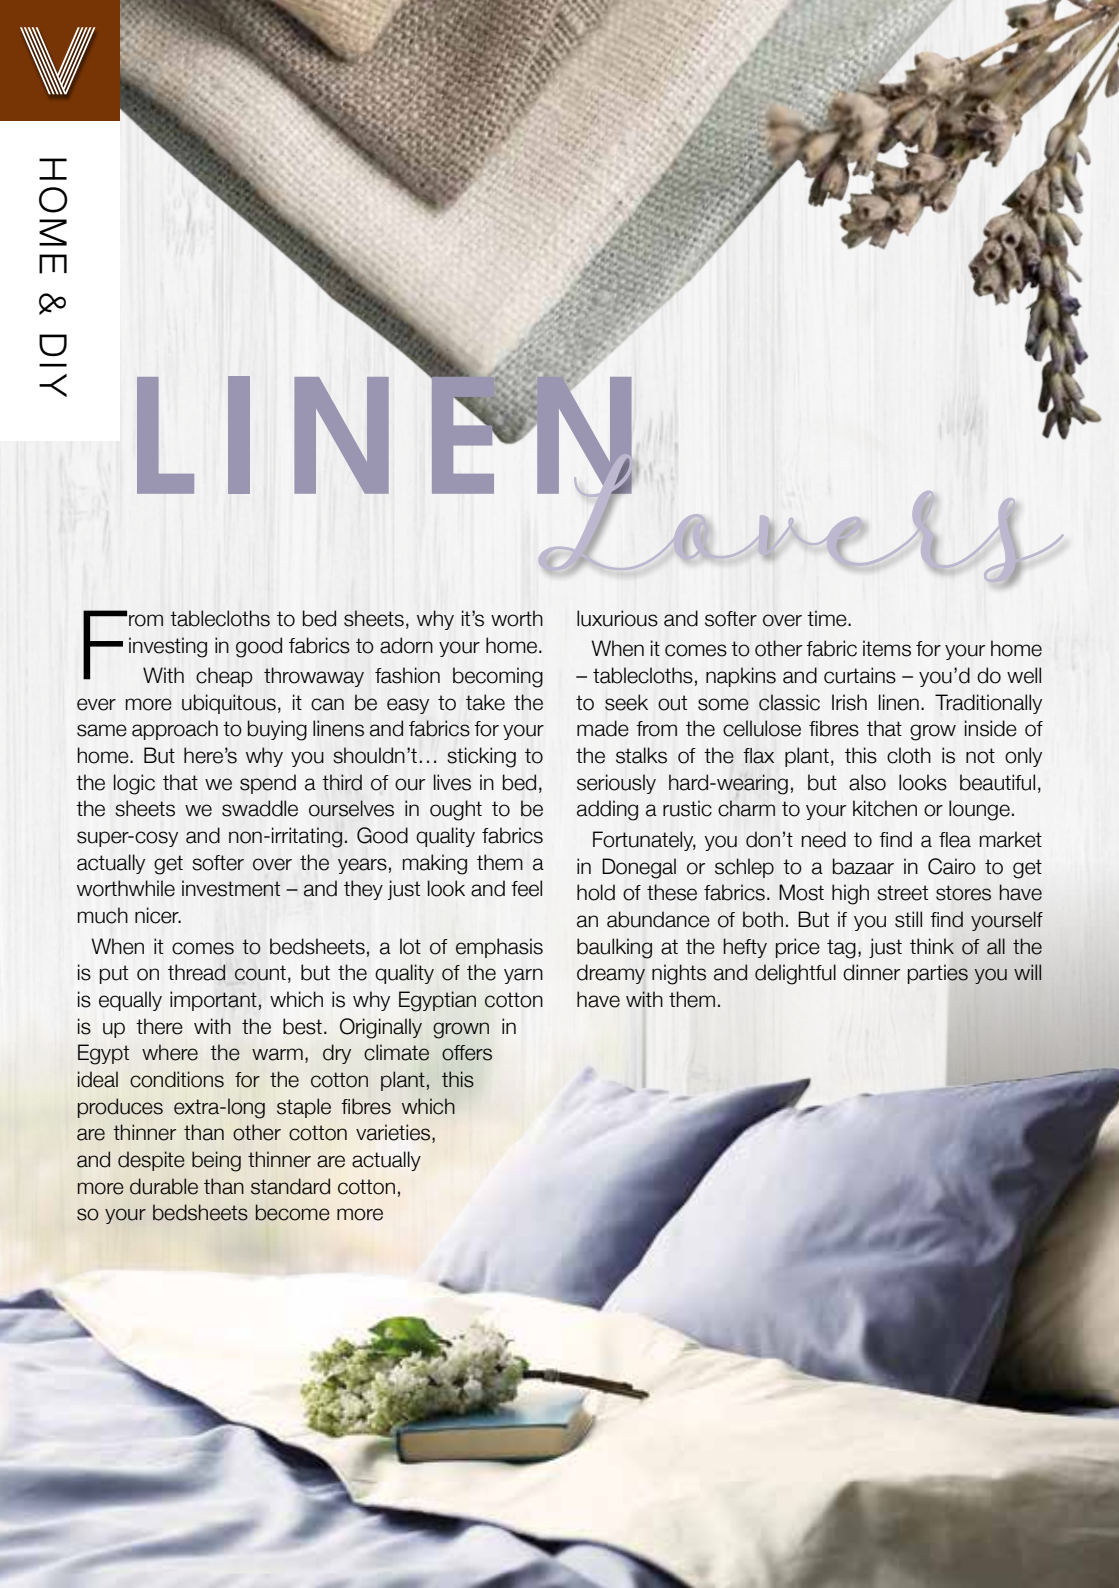 V
HOME & DIY
LINEN
Lovers
From tablecloths to bed sheets, why it’s worth
investing in good fabrics to adorn your home.
With cheap throwaway fashion becoming
ever more ubiquitous, it can be easy to take the
same approach to buying linens and fabrics for your
home. But here’s why you shouldn’t… sticking to
the logic that we spend a third of our lives in bed,
the sheets we swaddle ourselves in ought to be
super-cosy and non-irritating. Good quality fabrics
actually get softer over the years, making them a
worthwhile investment – and they just look and feel
much nicer.
When it comes to bedsheets, a lot of emphasis
is put on thread count, but the quality of the yarn
is equally important, which is why Egyptian cotton
is up there with the best. Originally grown in
Egypt where the warm, dry climate offers
ideal conditions for the cotton plant, this
produces extra-long staple fibres which
are thinner than other cotton varieties,
and despite being thinner are actually
more durable than standard cotton,
so your bedsheets become more
luxurious and softer over time.
When it comes to other fabric items for your home
– tablecloths, napkins and curtains – you’d do well
to seek out some classic Irish linen. Traditionally
made from the cellulose fibres that grow inside of
the stalks of the flax plant, this cloth is not only
seriously hard-wearing, but also looks beautiful,
adding a rustic charm to your kitchen or lounge.
Fortunately, you don’t need to find a flea market
in Donegal or schlep to a bazaar in Cairo to get
hold of these fabrics. Most high street stores have
an abundance of both. But if you still find yourself
baulking at the hefty price tag, just think of all the
dreamy nights and delightful dinner parties you will
have with them.